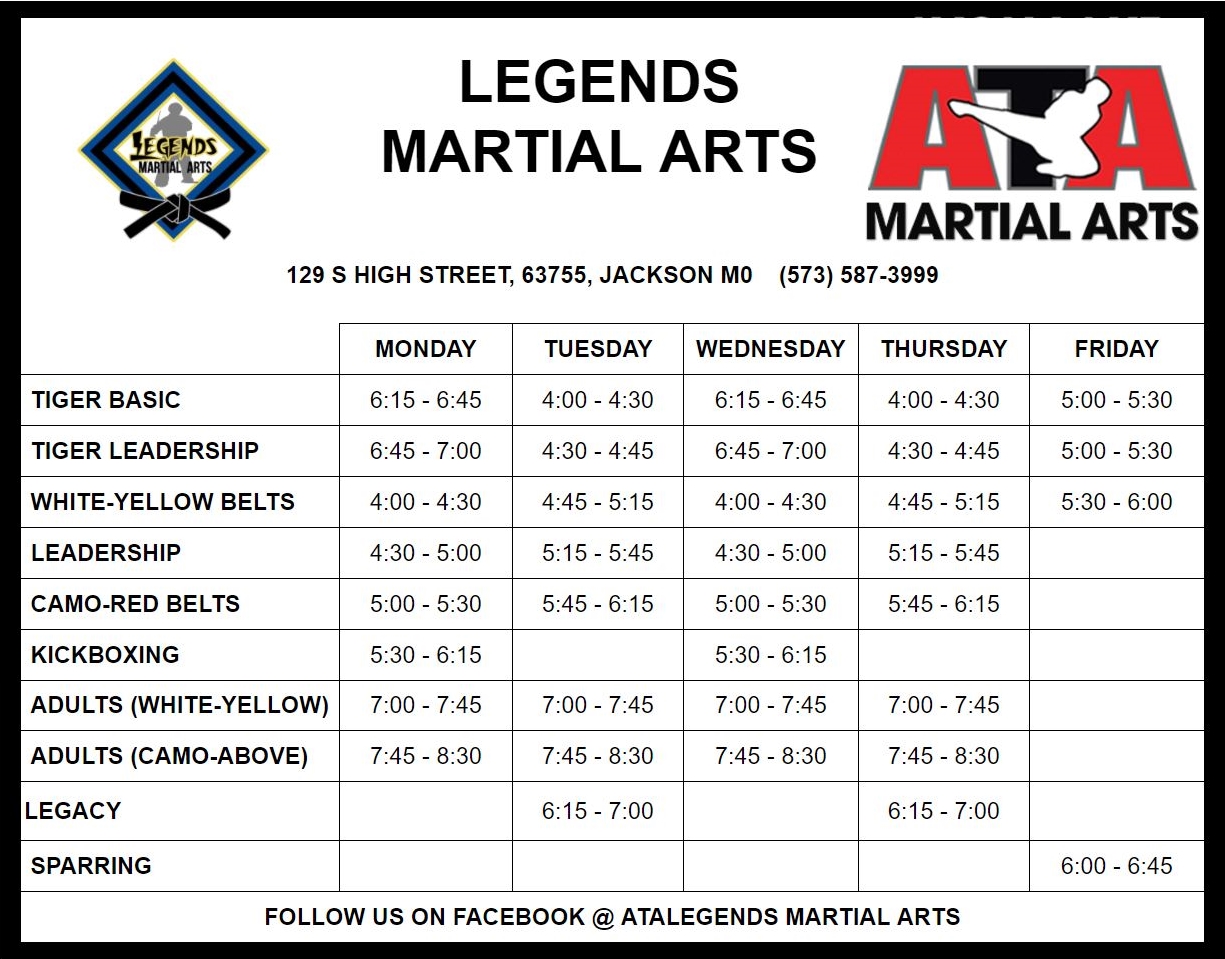 LEGENDS
MARTIAL ARTS
LEGENDS
MARTIAL ARTS
ATA
MARTIAL ARTS
129 S HIGH STREET, 63755, JACKSON M0 (573) 587-3999
MONDAY TUESDAY WEDNESDAY THURSDAY FRIDAY
TIGER BASIC 6:15 - 6:45 4:00 - 4:30 6:15 - 6:45 4:00 - 4:30 5:00 - 5:30
TIGER LEADERSHIP 6:45 - 7:00 4:30 - 4:45 6:45 - 7:00 4:30 - 4:45 5:00 - 5:30
WHITE-YELLOW BELTS 4:00 - 4:30 4:45 - 5:15 4:00 - 4:30 4:45 - 5:15 5:30 - 6:00
LEADERSHIP 4:30 - 5:00 5:15 - 5:45 4:30 - 5:00 5:15 - 5:45
CAMO-RED BELTS 5:00 - 5:30 5:45 - 6:15 5:00 - 5:30 5:45 - 6:15
KICKBOXING 5:30 - 6:15 5:30 - 6:15
ADULTS (WHITE-YELLOW) 7:00 - 7:45 7:00 - 7:45 7:00 - 7:45 7:00 - 7:45
ADULTS (CAMO-ABOVE) 7:45 - 8:30 7:45 - 8:30 7:45 - 8:30 7:45 - 8:30
LEGACY 6:15 - 7:00 6:15 - 7:00
SPARRING 6:00 - 6:45
FOLLOW US ON FACEBOOK @ ATALEGENDS MARTIAL ARTS